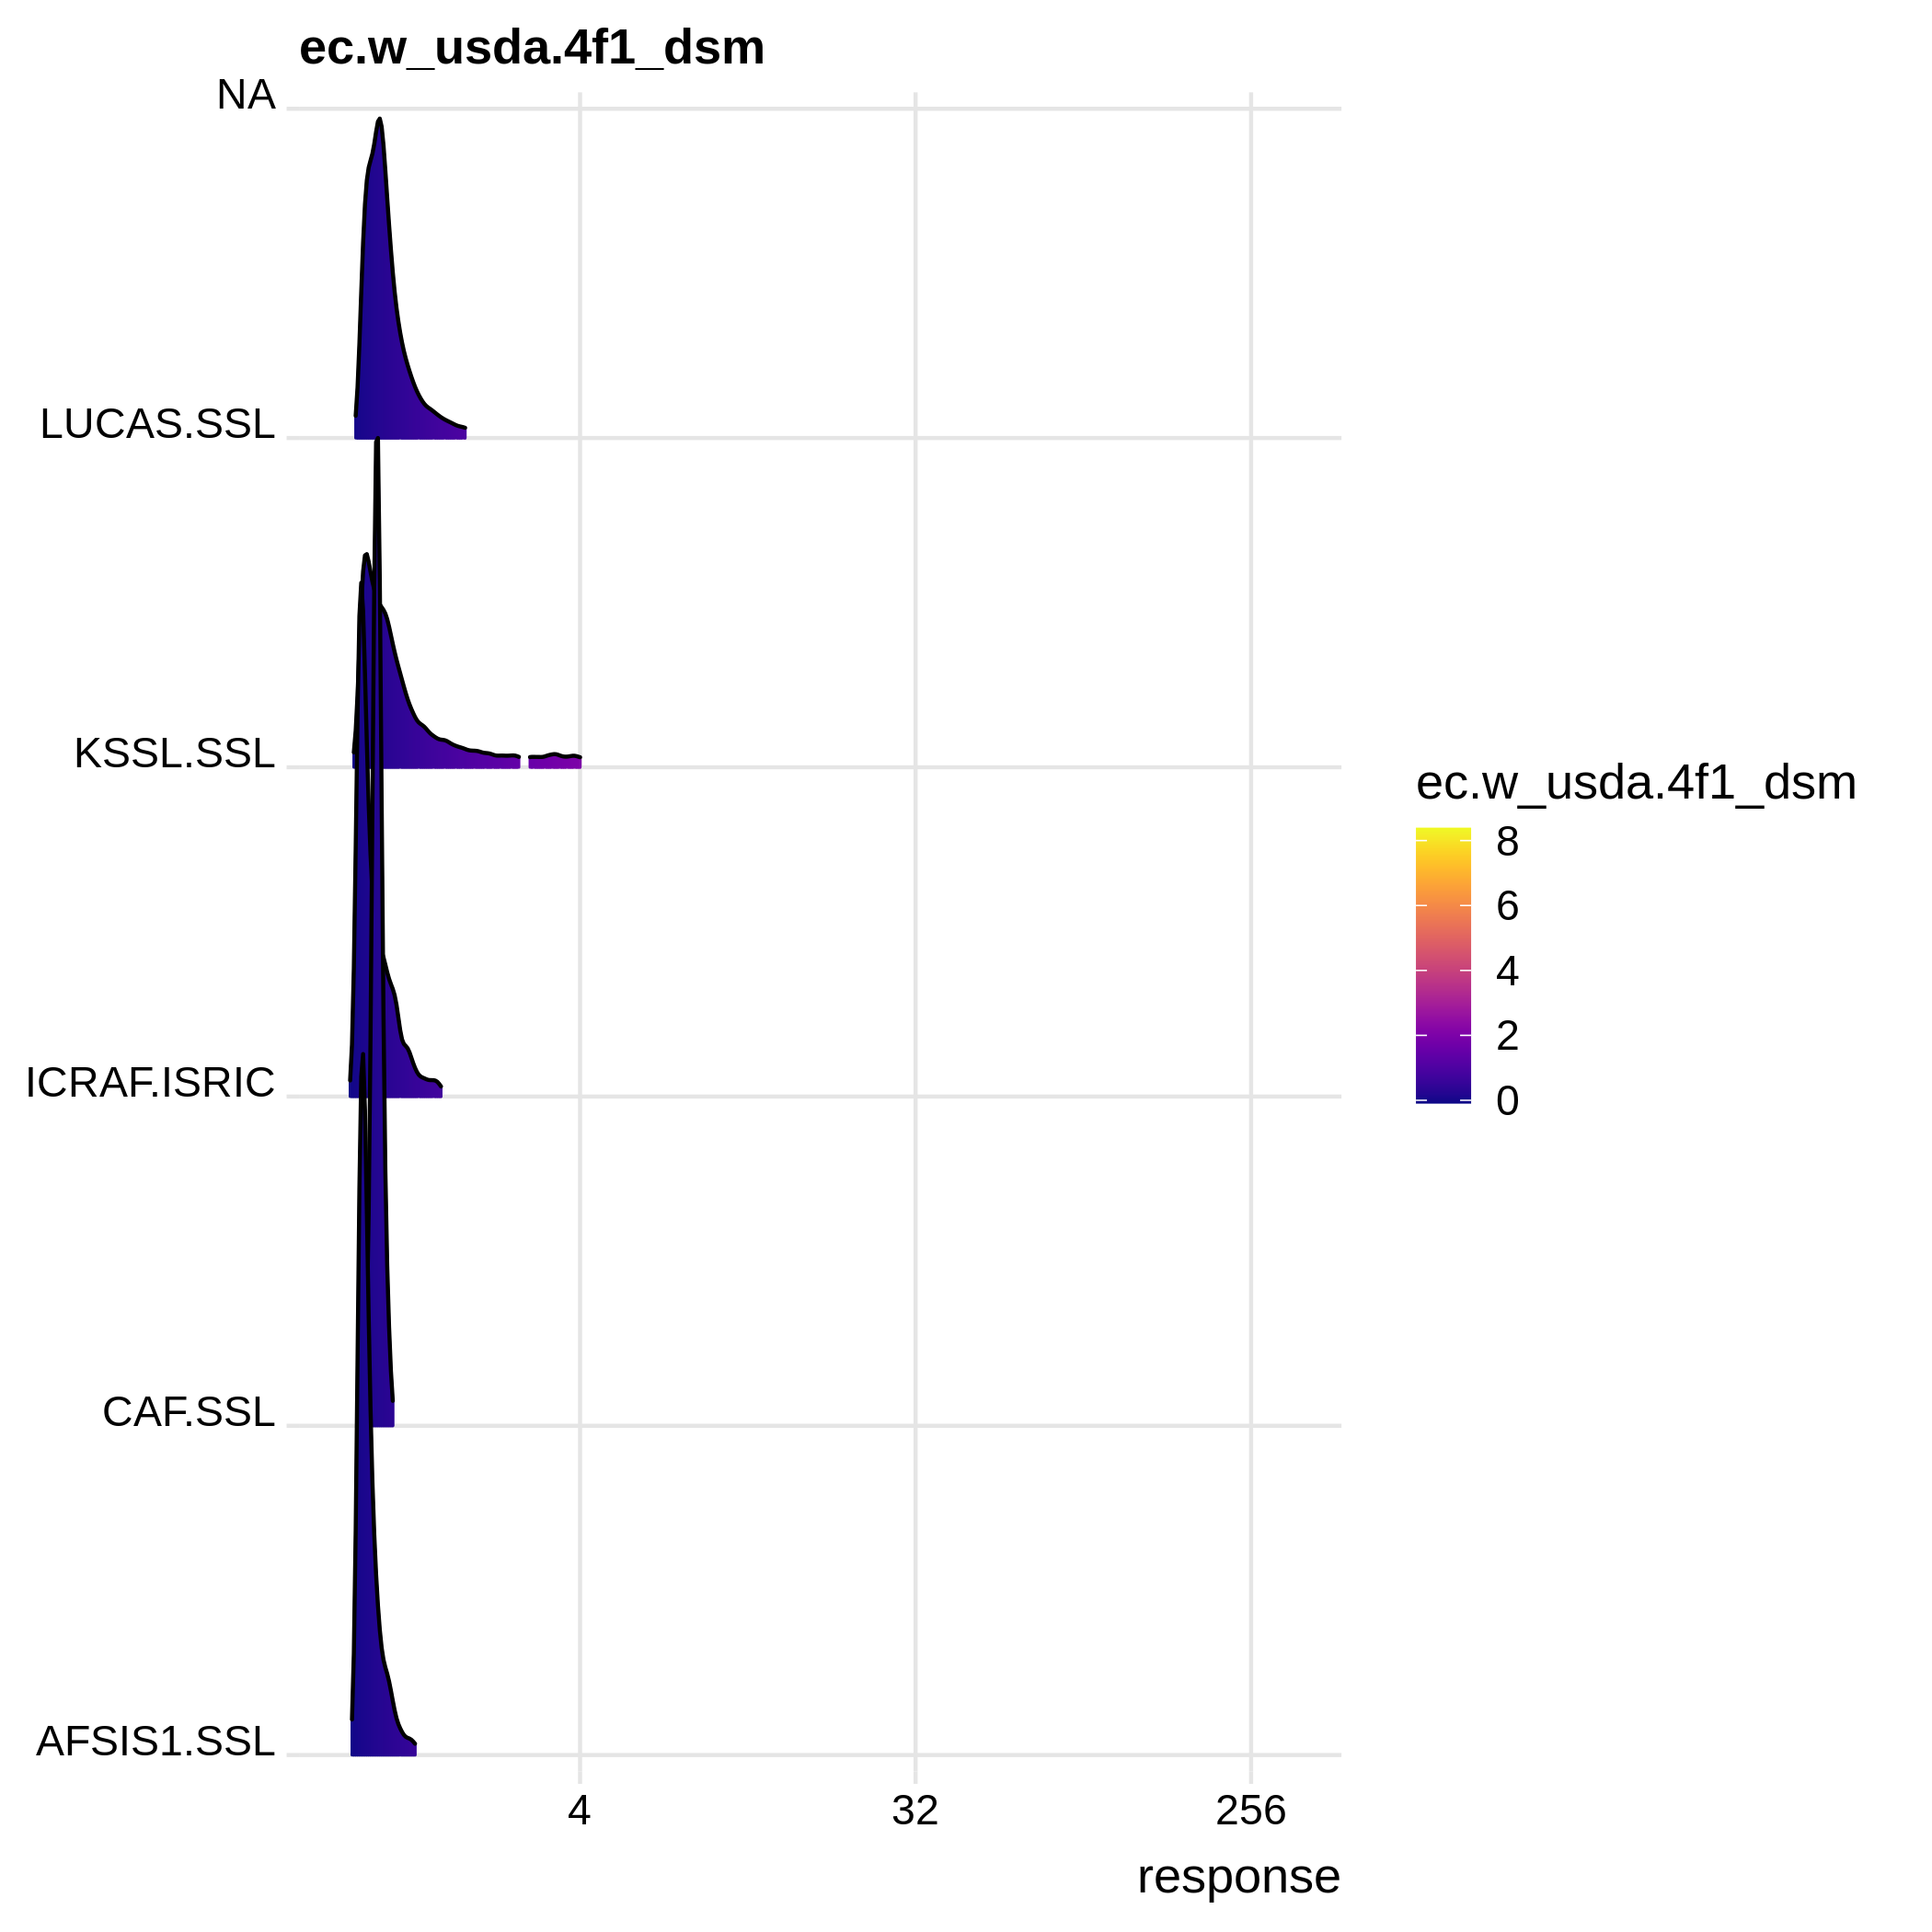 ec.w_usda.4f1_dsm
NA
LUCAS.SSL
KSSL.SSL
ICRAF.ISRIC
CAF.SSL
AFSIS1.SSL
4 32 256
response
ec.w_usda.4f1_dsm
8
6
4
2
0